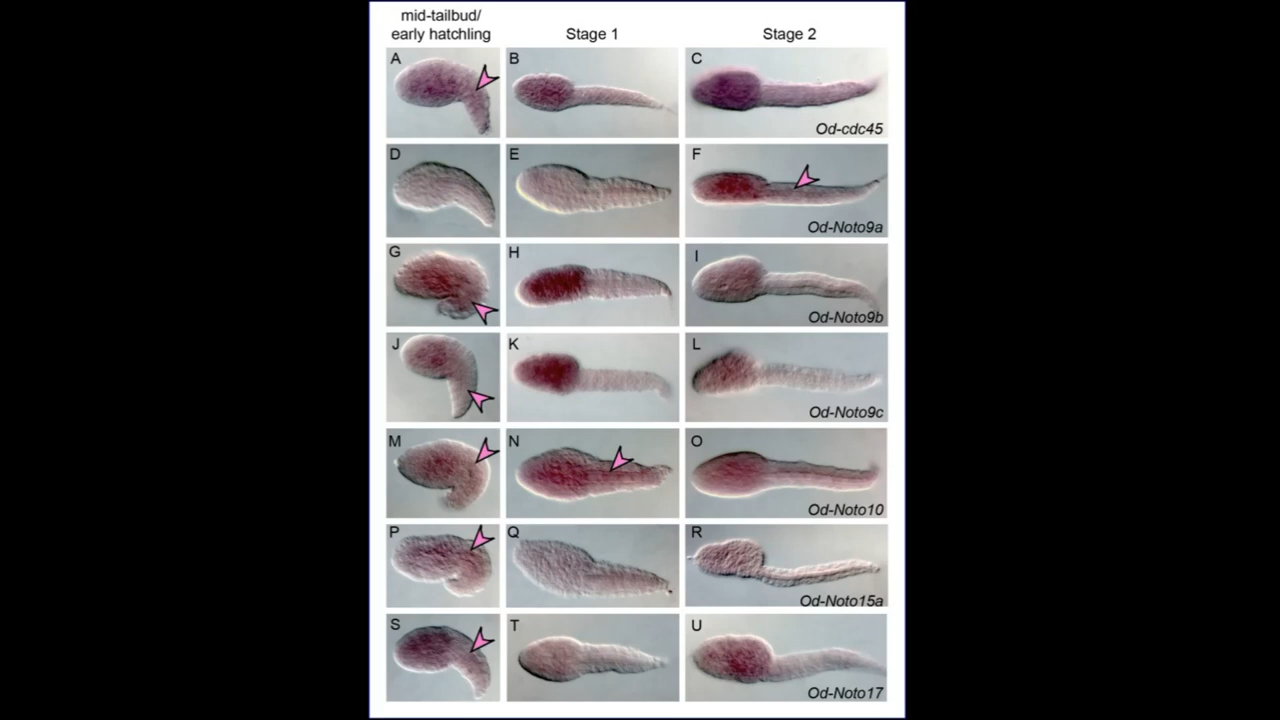 mid-tailbud/
early hatchling
Stage 1
Stage 2
A
B
C
Od-cdc45
D
E
F
Od-Noto9a
G
H
I
Od-Noto9b
J
K
L
Od-Noto9c
M
N
O
Od-Noto10
P
Q
R
Od-Noto15a
S
T
U
Od-Noto17